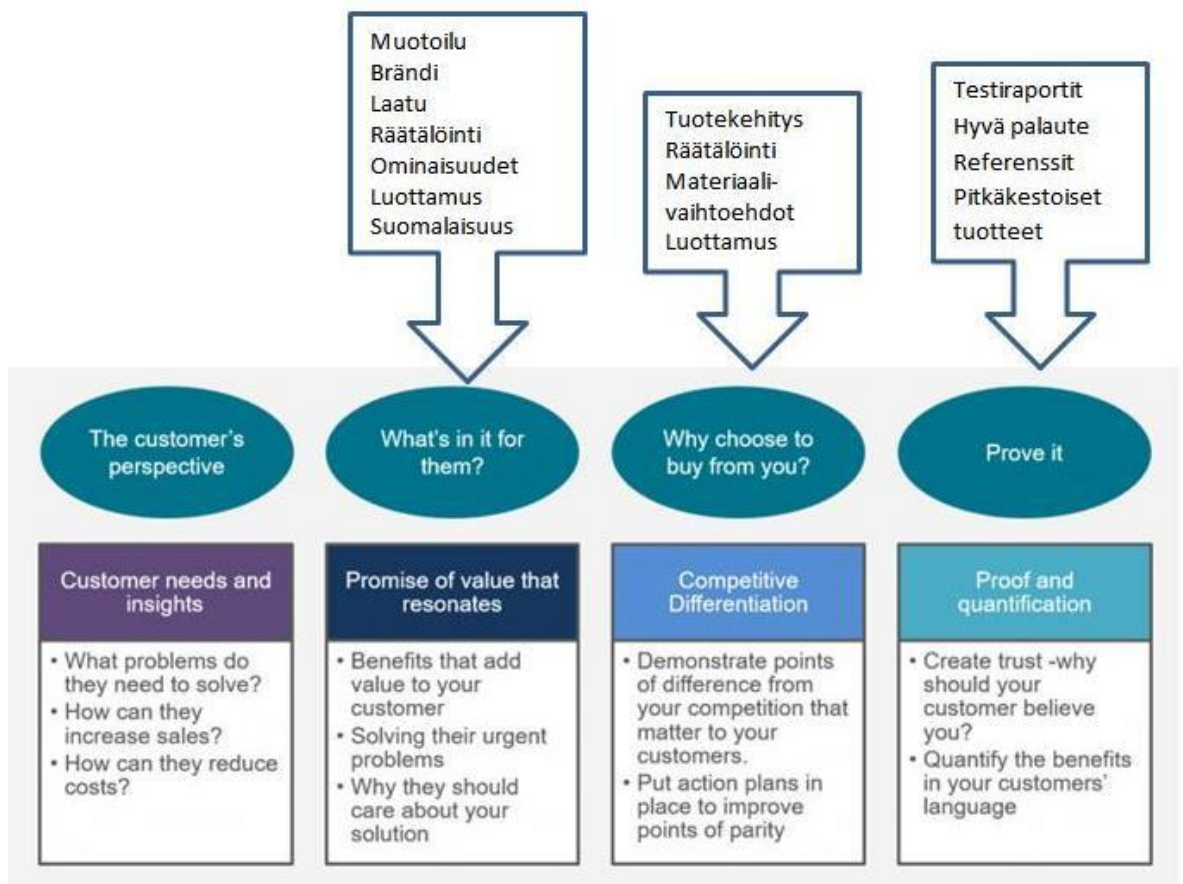 Muotoilu
Brändi
Laatu
Räätälöinti
Ominaisuudet
Luottamus
Suomalaisuus
Tuotekehitys
Räätälöinti
Materiaali-
vaihtoehdot
Luottamus
Testiraportit
Hyvä palaute
Referenssit
Pitkäkestoiset
tuotteet
The customer's
perspective
What's in it for
them?
Why choose to
buy from you?
Prove it
Customer needs and
insights
• What problems do
they need to solve?
• How can they
increase sales?
• How can they reduce
costs?
Promise of value that
resonates
• Benefits that add
value to your
customer
• Solving their urgent
problems
• Why they should
care about your
solution
Competitive
Differentiation
• Demonstrate points
of difference from
your competition that
matter to your
customers.
• Put action plans in
place to improve
points of parity
Proof and
quantification
• Create trust -why
should your
customer believe
you?
• Quantify the benefits
in your customers'
language